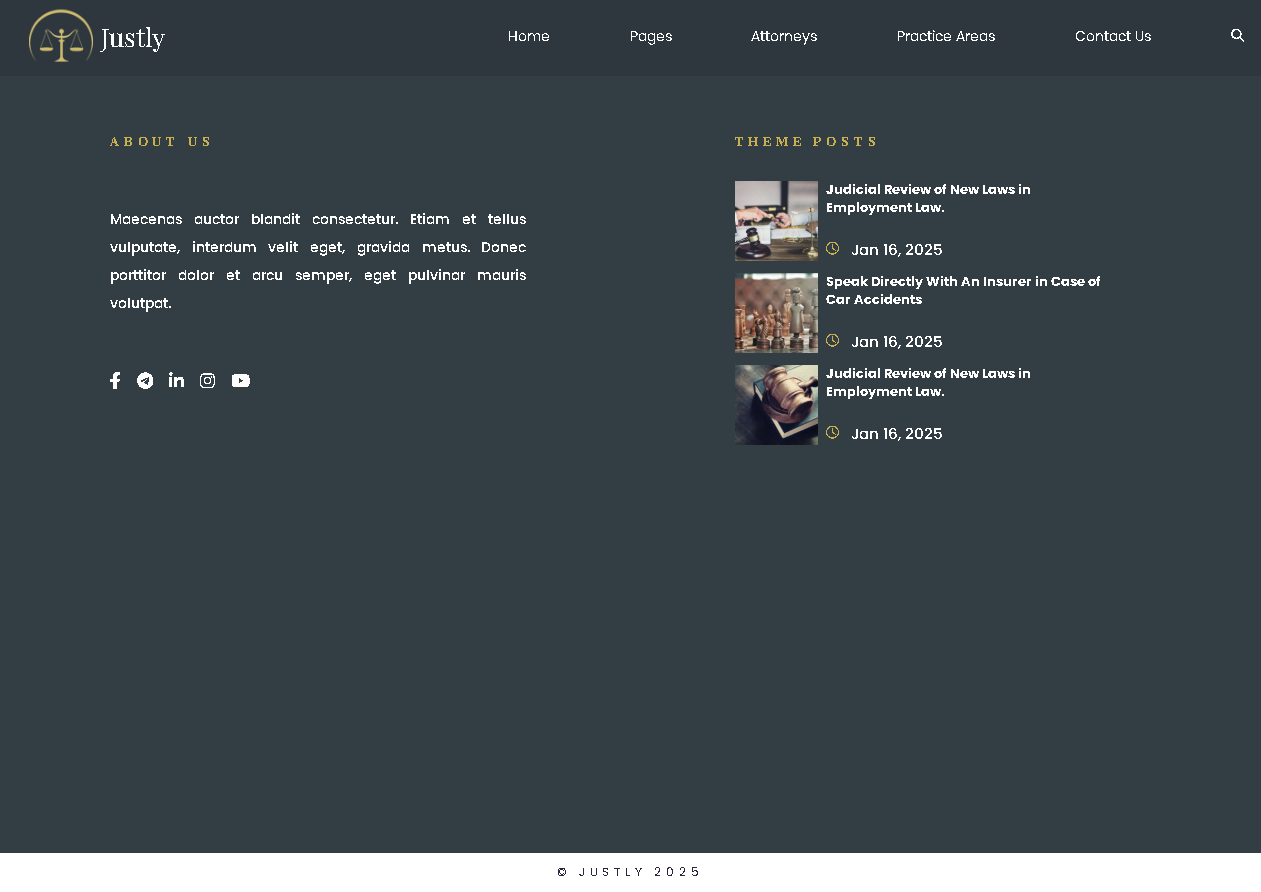 Justly
Home
Pages
Attorneys
Practice Areas
Contact Us
ABOUT US
Maecenas auctor blandit consectetur. Etiam et tellus
vulputate, interdum velit eget, gravida metus. Donec
porttitor dolor et arcu semper, eget pulvinar mauris
volutpat.
THEME POSTS
Judicial Review of New Laws in
Employment Law.
Jan 16, 2025
Speak Directly With An Insurer in Case of
Car Accidents
Jan 16, 2025
Judicial Review of New Laws in
Employment Law.
Jan 16, 2025
© JUSTLY 2025